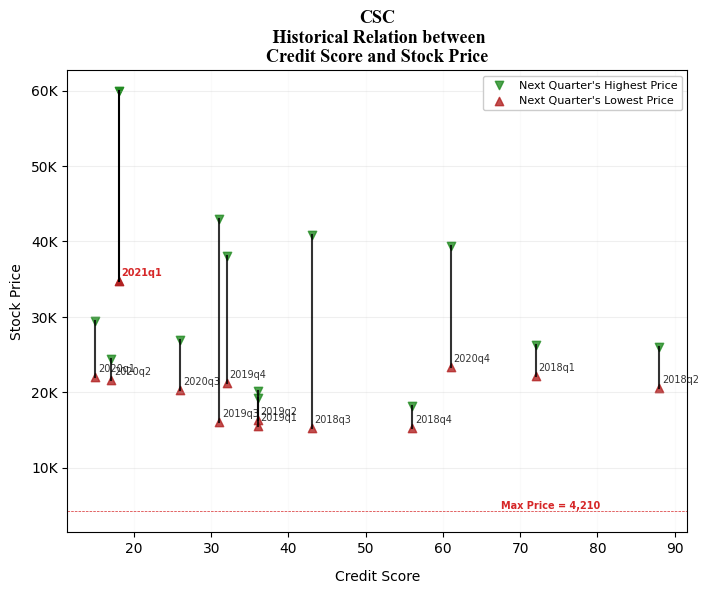 CSC
Historical Relation between
Credit Score and Stock Price
Next Quarter's Highest Price
Next Quarter's Lowest Price
60K
50K
40K
30K
20K
10K
Stock Price
2021q1
2020q1
2020q2
2020q3
2019q4
2019q3
2019q2
2019q1
2018q3
2018q4
2020q4
2018q1
2018q2
Max Price = 4,210
20
30
40
50
60
70
80
90
Credit Score